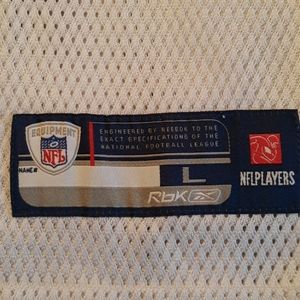 EQUIPMENT
NFL
NAME#
ENGINEERED BY REEBOK TO THE
EXACT SPECIFICATIONS OF THE
NATIONAL FOOTBALL LEAGUE
L
RbK
NFLPLAYERS